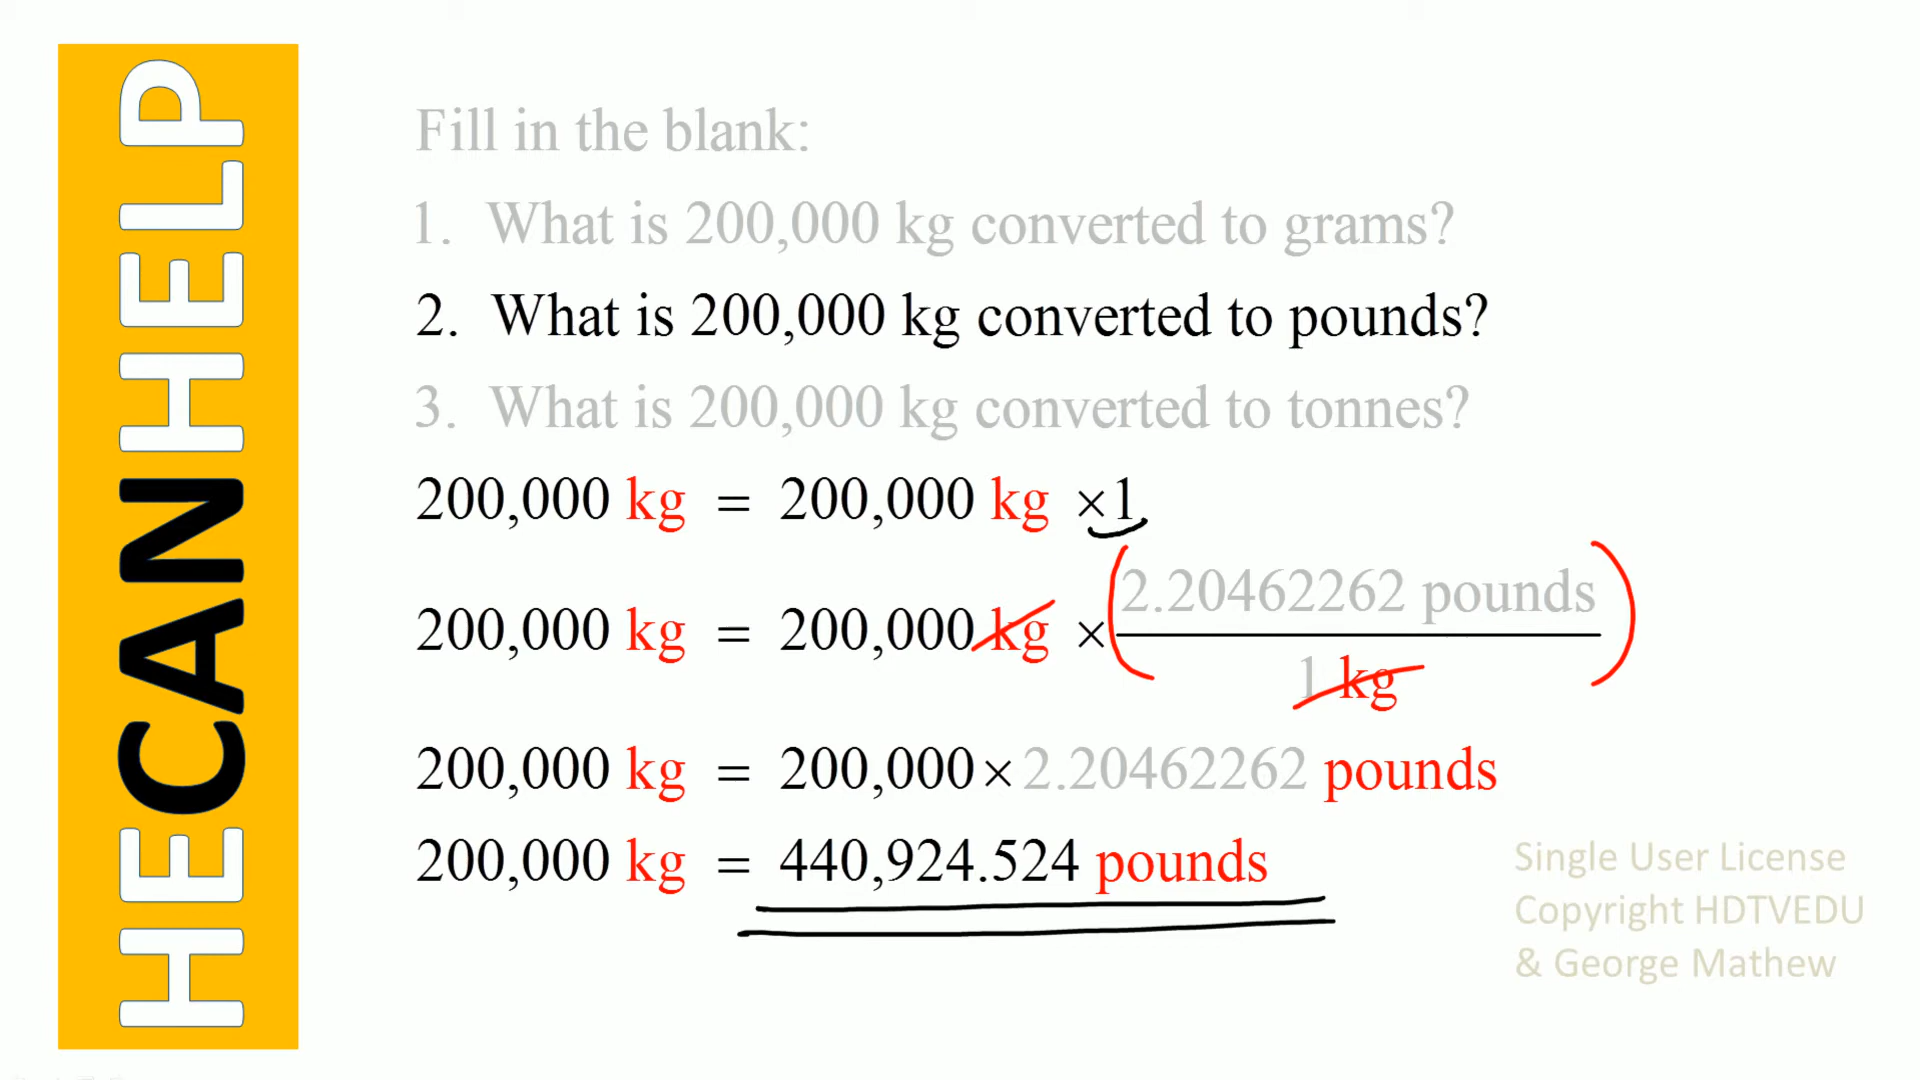 HECANHELP
Fill in the blank:
1. What is 200,000 kg converted to grams?
2. What is 200,000 kg converted to pounds?
3. What is 200,000 kg converted to tonnes?
200,000 kg = 200,000 kg ×1
200,000 kg = 200,000 kg × (2.20462262 pounds
1 kg)
200,000 kg = 200,000 × 2.20462262 pounds
200,000 kg = 440,924.524 pounds
Single User License
Copyright HDTVEDU
& George Mathew